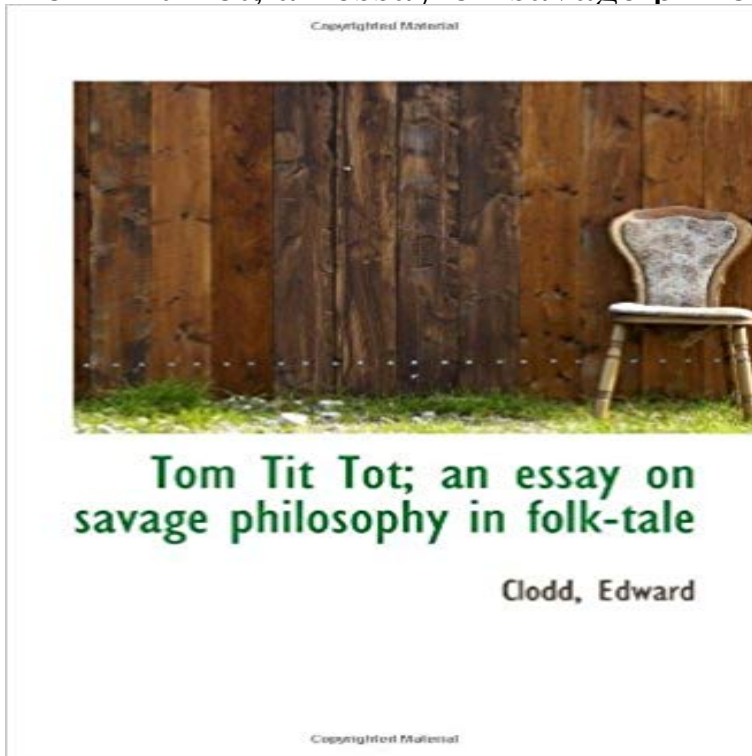 Copyrighted Material
Tom Tit Tot; an essay on
savage philosophy in folk-tale
Clodd, Edward
Copyrighted Material